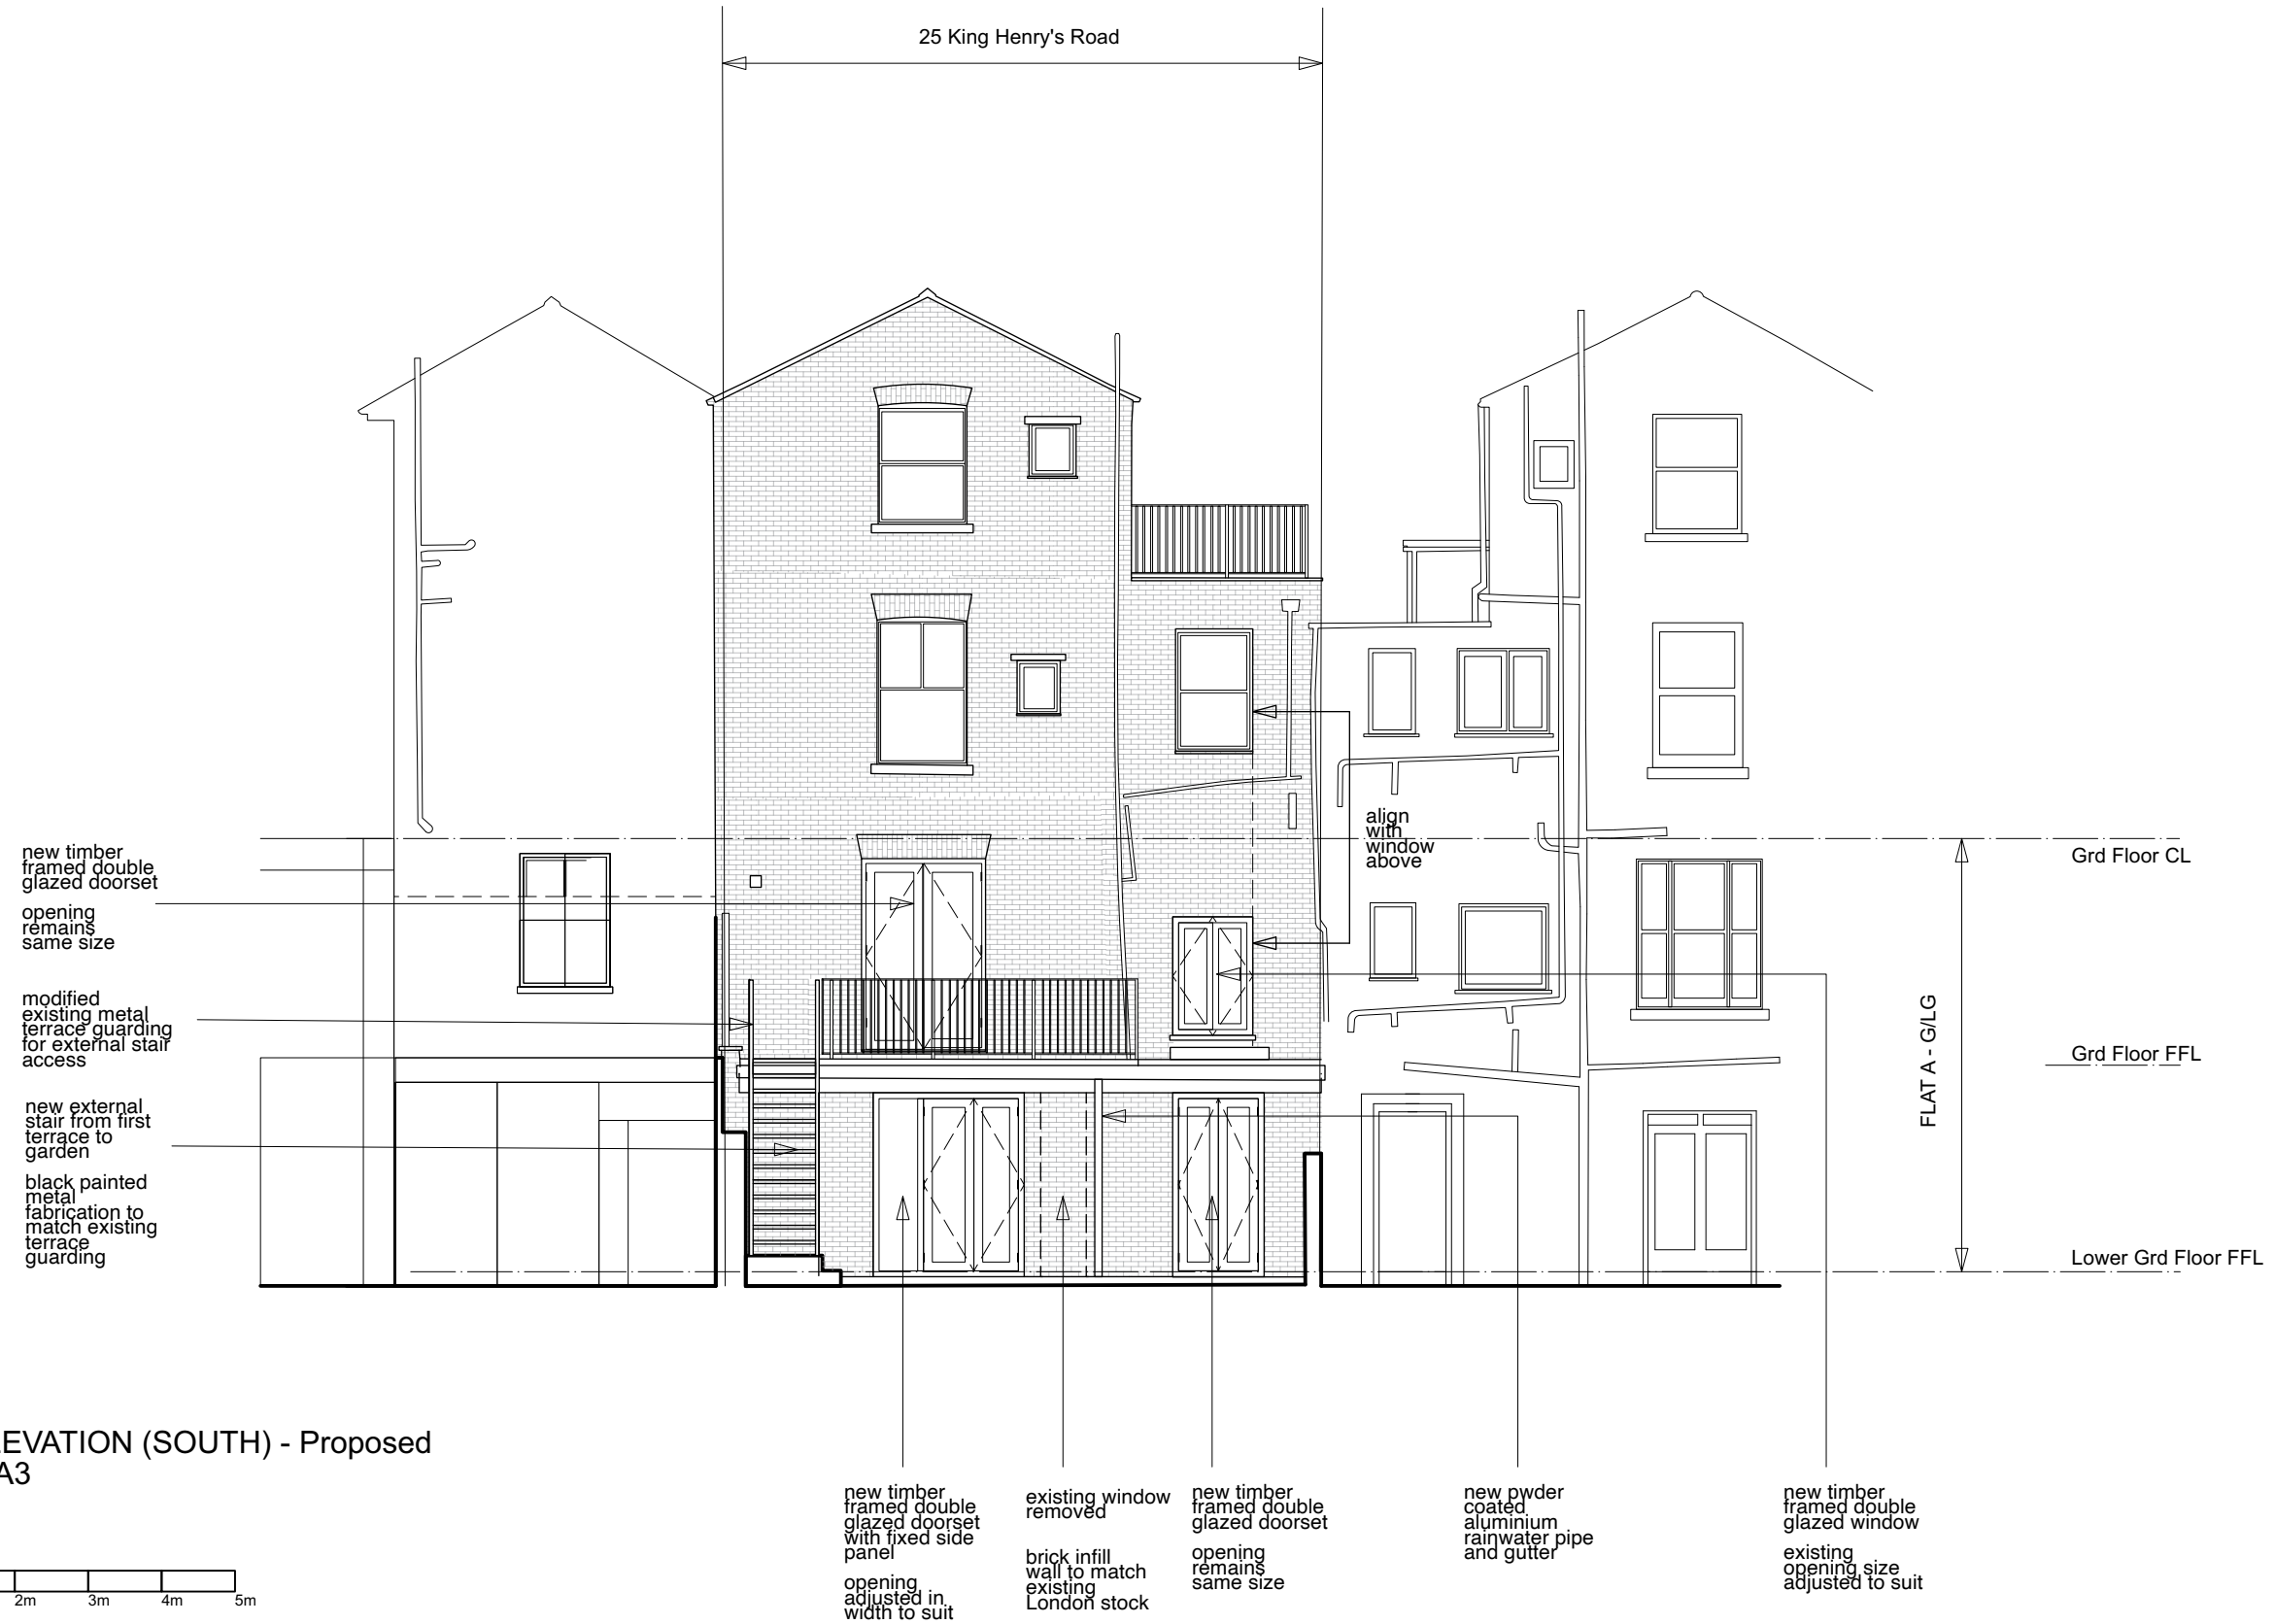 25 King Henry's Road
new timber
framed double
glazed doorset
opening
remains
same size
modified
existing metal
terrace guarding
for external stair
access
new external
stair from first
terrace to
garden
black painted
metal
fabrication to
match existing
terrace
guarding
align
with
window
above
Grd Floor CL
Grd Floor FFL
FLAT A - G/LG
Lower Grd Floor FFL
EVATION (SOUTH) - Proposed
A3
2m 3m 4m 5m
new timber
framed double
glazed doorset
with fixed side
panel
opening
adjusted in
width to suit
existing window
removed
brick infill
wall to match
existing
London stock
new timber
framed double
glazed doorset
opening
remains
same size
new pwder
coated
aluminium
rainwater pipe
and gutter
new timber
framed double
glazed window
existing
opening size
adjusted to suit